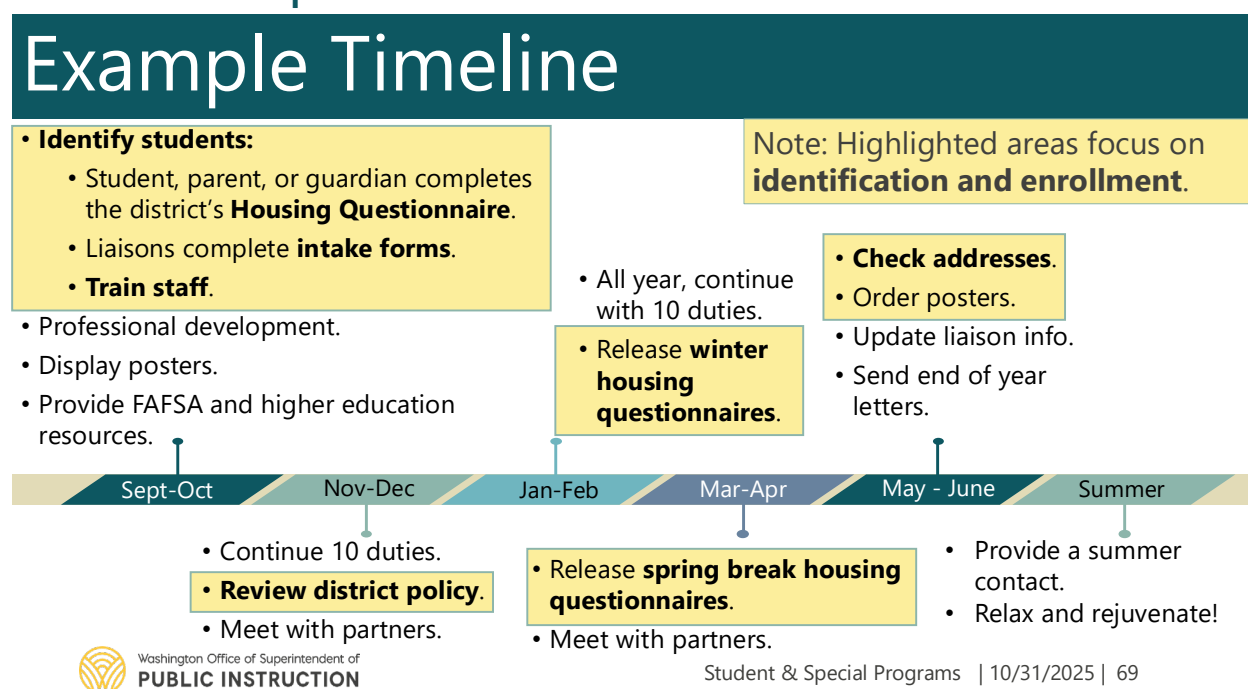 Example Timeline
• Identify students:
• Student, parent, or guardian completes
the district’s Housing Questionnaire.
• Liaisons complete intake forms.
• Train staff.
• Professional development.
• Display posters.
• Provide FAFSA and higher education
resources.
Note: Highlighted areas focus on
identification and enrollment.
• All year, continue
with 10 duties.
• Release winter
housing
questionnaires.
• Check addresses.
• Order posters.
• Update liaison info.
• Send end of year
letters.
Sept-Oct
Nov-Dec
Jan-Feb
Mar-Apr
May - June
Summer
• Continue 10 duties.
• Review district policy.
• Meet with partners.
• Release spring break housing
questionnaires.
• Meet with partners.
• Provide a summer
contact.
• Relax and rejuvenate!
Washington Office of Superintendent of
PUBLIC INSTRUCTION
Student & Special Programs | 10/31/2025 | 69